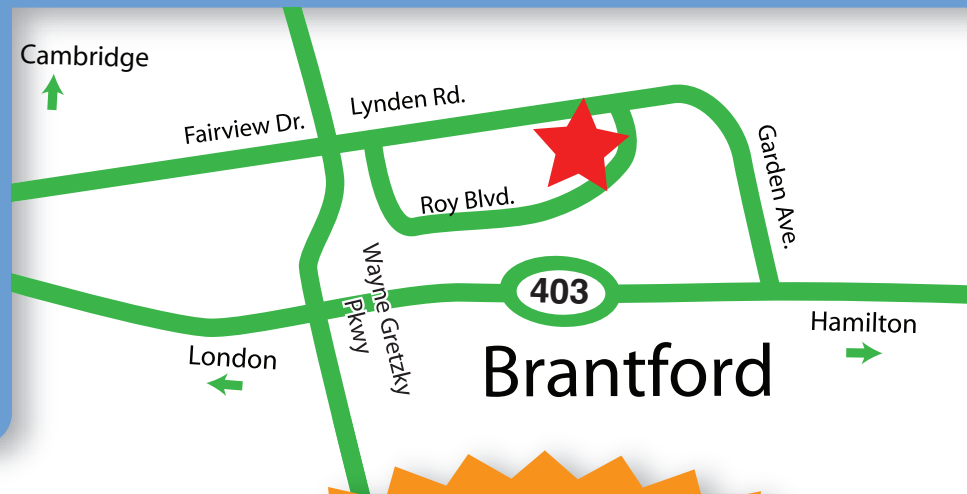 Cambridge
Fairview Dr.
Lynden Rd.
Garden Ave.
Roy Blvd.
Wayne Gretzky
Pkwy
403
Hamilton
London
Brantford